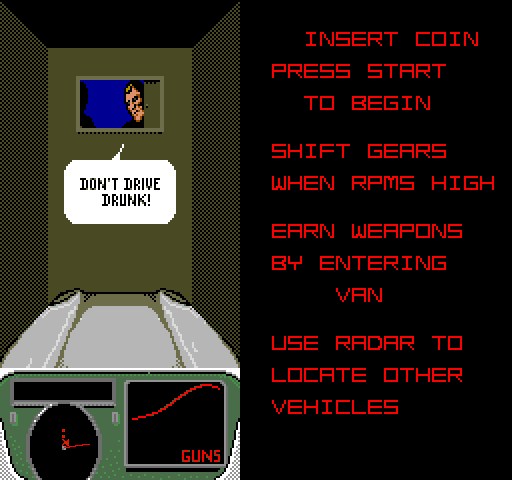 DON'T DRIVE
DRUNK!
GUNS
INSERT COIN
PRESS START
TO BEGIN
SHIFT GEARS
WHEN RPMS HIGH
EARN WEAPONS
BY ENTERING
VAN
USE RADAR TO
LOCATE OTHER
VEHICLES